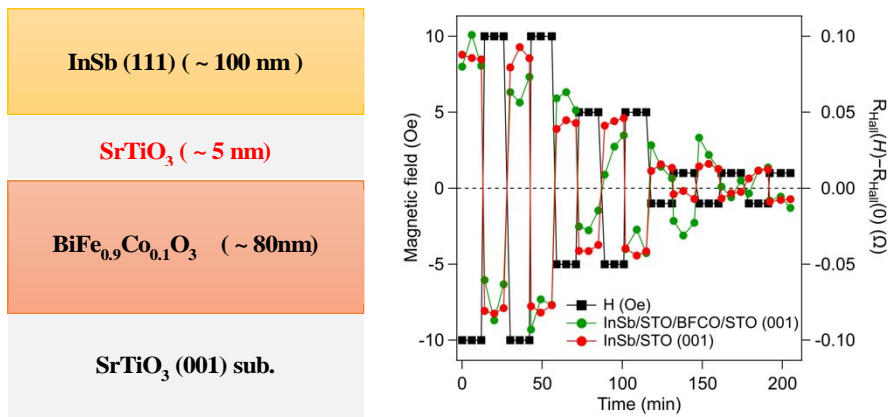 InSb (111) ( ~ 100 nm )
SrTiO₃ ( ~ 5 nm)
BiFe₀.₉Co₀.₁O₃ ( ~ 80nm)
SrTiO₃ (001) sub.
Magnetic field (Oe)
10
5
0
-5
-10
H (Oe)
InSb/STO/BFCO/STO (001)
InSb/STO (001)
0
50
100
150
200
Time (min)
0.10
0.05
0.00
-0.05
-0.10
R_Hall(H)−R_Hall(0) (Ω)